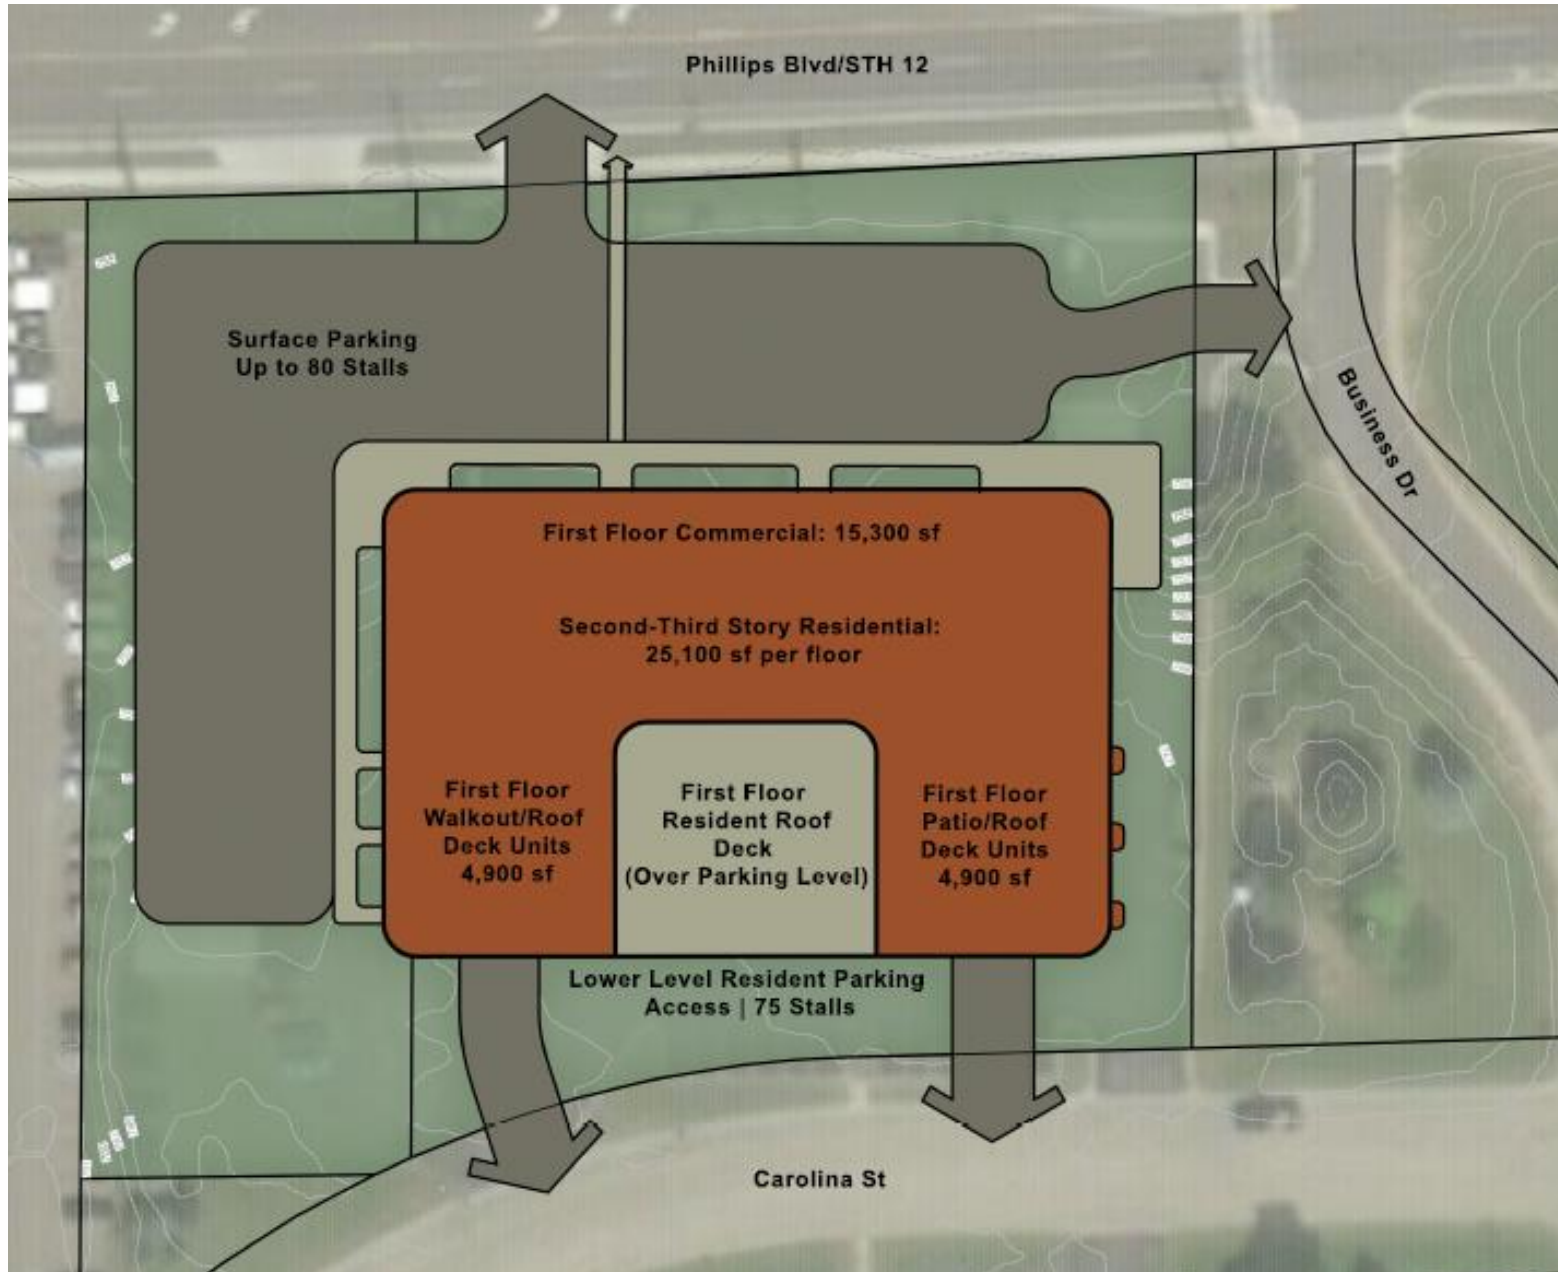 Phillips Blvd/STH 12
Surface Parking
Up to 80 Stalls
Business Dr
First Floor Commercial: 15,300 sf
Second-Third Story Residential:
25,100 sf per floor
First Floor
Walkout/Roof
Deck Units
4,900 sf
First Floor
Resident Roof
Deck
(Over Parking Level)
First Floor
Patio/Roof
Deck Units
4,900 sf
Lower Level Resident Parking
Access | 75 Stalls
Carolina St